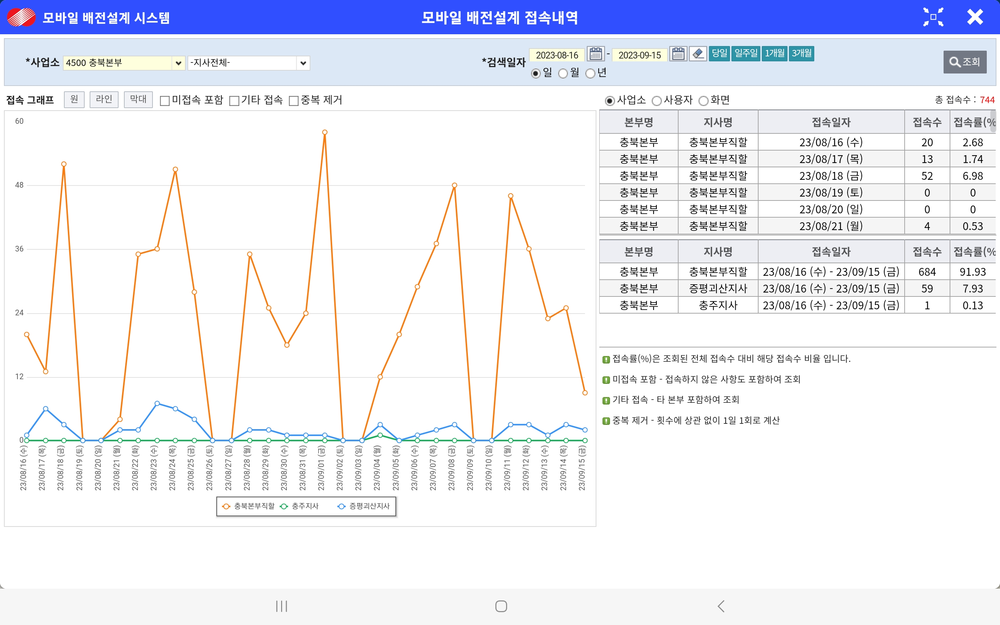 모바일 배전설계 시스템
모바일 배전설계 접속내역
*사업소 4500 충북본부 -지사전체-
*검색일자 2023-08-16 - 2023-09-15 당일 일주일 1개월 3개월
일 월 년
조회
접속 그래프 원 라인 막대 미접속 포함 기타 접속 중복 제거
60
48
36
24
12
0
23/08/16 (수)
23/08/17 (목)
23/08/18 (금)
23/08/19 (토)
23/08/20 (일)
23/08/21 (월)
23/08/22 (화)
23/08/23 (수)
23/08/24 (목)
23/08/25 (금)
23/08/26 (토)
23/08/27 (일)
23/08/28 (월)
23/08/29 (화)
23/08/30 (수)
23/08/31 (목)
23/09/01 (금)
23/09/02 (토)
23/09/03 (일)
23/09/04 (월)
23/09/05 (화)
23/09/06 (수)
23/09/07 (목)
23/09/08 (금)
23/09/09 (토)
23/09/10 (일)
23/09/11 (월)
23/09/12 (화)
23/09/13 (수)
23/09/14 (목)
23/09/15 (금)
충북본부직할 충주지사 증평괴산지사
사업소 사용자 화면 총 접속수 : 744
본부명 지사명 접속일자 접속수 접속률(%
충북본부 충북본부직할 23/08/16 (수) 20 2.68
충북본부 충북본부직할 23/08/17 (목) 13 1.74
충북본부 충북본부직할 23/08/18 (금) 52 6.98
충북본부 충북본부직할 23/08/19 (토) 0 0
충북본부 충북본부직할 23/08/20 (일) 0 0
충북본부 충북본부직할 23/08/21 (월) 4 0.53
본부명 지사명 접속일자 접속수 접속률(%
충북본부 충북본부직할 23/08/16 (수) - 23/09/15 (금) 684 91.93
충북본부 증평괴산지사 23/08/16 (수) - 23/09/15 (금) 59 7.93
충북본부 충주지사 23/08/16 (수) - 23/09/15 (금) 1 0.13
접속률(%)은 조회된 전체 접속수 대비 해당 접속수 비율 입니다.
미접속 포함 - 접속하지 않은 사항도 포함하여 조회
기타 접속 - 타 본부 포함하여 조회
중복 제거 - 횟수에 상관 없이 1일 1회로 계산